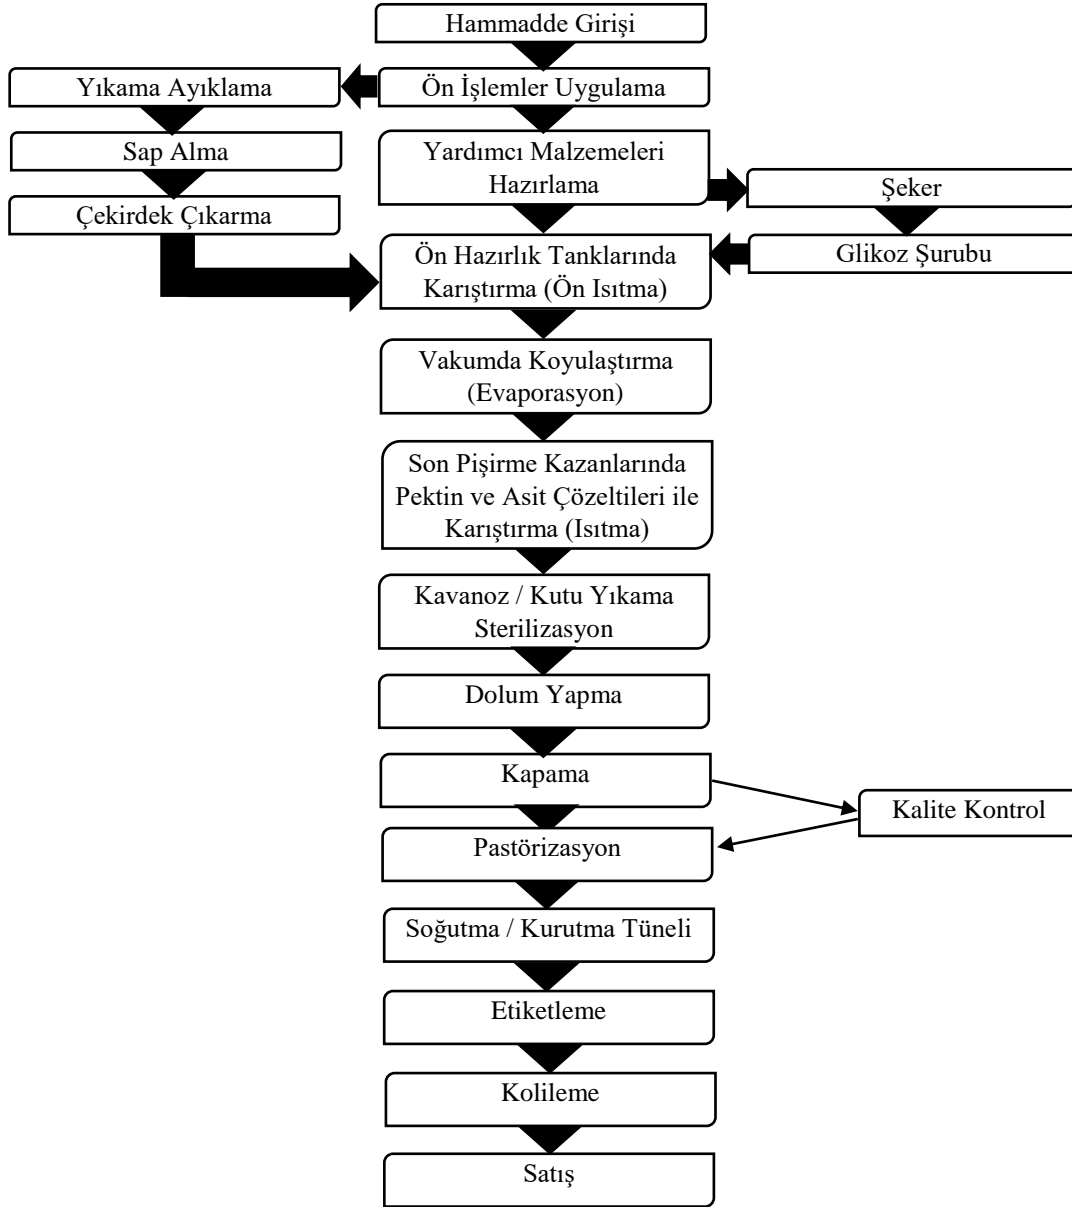 Hammadde Girişi
Yıkama Ayıklama
Ön İşlemler Uygulama
Sap Alma
Yardımcı Malzemeleri
Hazırlama
Şeker
Çekirdek Çıkarma
Ön Hazırlık Tanklarında
Karıştırma (Ön Isıtma)
Glikoz Şurubu
Vakumda Koyulaştırma
(Evaporasyon)
Son Pişirme Kazanlarında
Pektin ve Asit Çözeltileri ile
Karıştırma (Isıtma)
Kavanoz / Kutu Yıkama
Sterilizasyon
Dolum Yapma
Kapama
Kalite Kontrol
Pastörizasyon
Soğutma / Kurutma Tüneli
Etiketleme
Kolileme
Satış